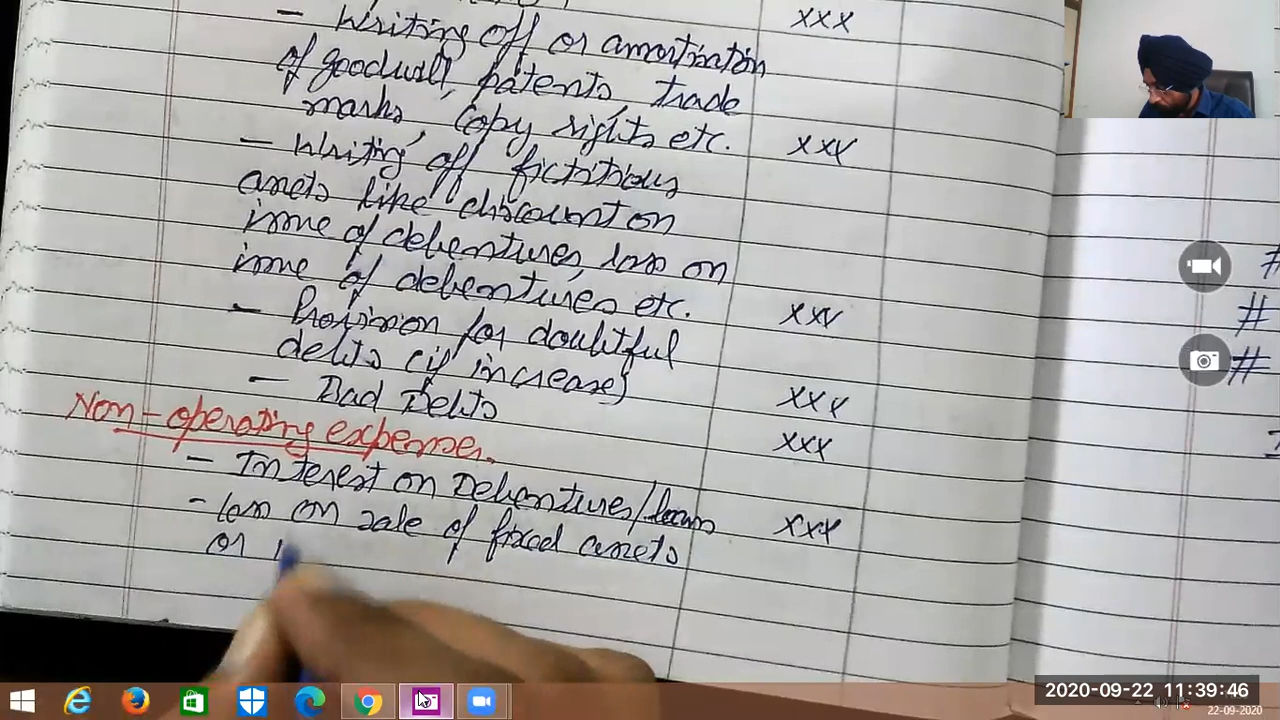 - Writing off or amortization xxx
of goodwill, patents, trade
marks, Copy rights etc. xxx
- Writing off fictitious
assets like discount on
issue of debentures, loss on
issue of debentures etc. xxx
- Provision for doubtful
debts (if increase) xxx
- Bad Debts xxx
Non-operating expenses.
- Interest on Debentures/loans xxx
- loss on sale of fixed assets
or
#
#
#
2020-09-22 11:39:46
22-09-2020